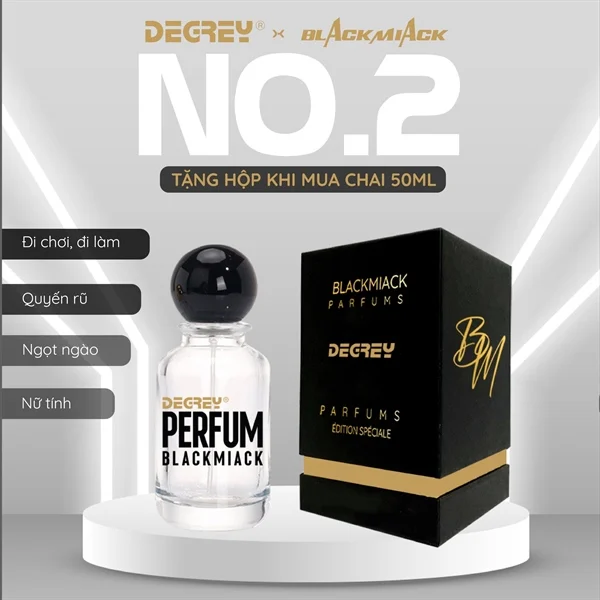 DEGREY® × BLACKMIACK
NO.2
TẶNG HỘP KHI MUA CHAI 50ML
Đi chơi, đi làm
Quyến rũ
Ngọt ngào
Nữ tính
DEGREY®
PERFUM
BLACKMIACK
BLACKMIACK
PARFUMS
DEGREY
PARFUMS
ÉDITION SPÉCIALE
BM